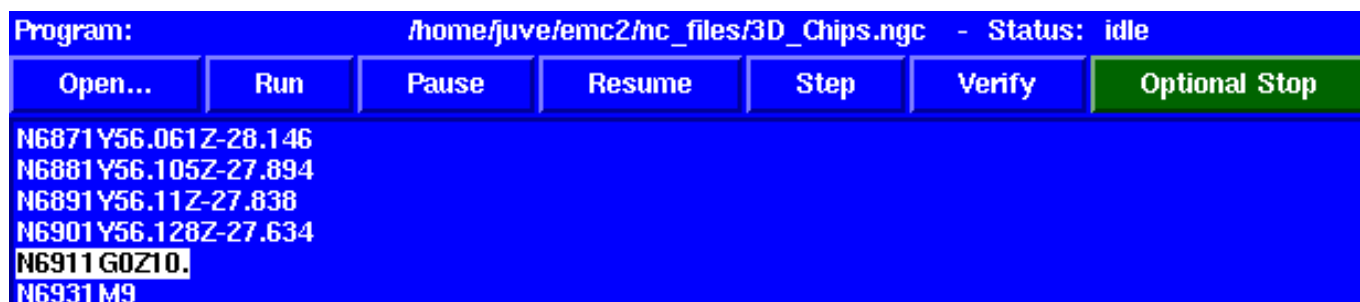 Program: /home/juve/emc2/nc_files/3D_Chips.ngc - Status: idle
Open... Run Pause Resume Step Verify Optional Stop
N6871Y56.061Z-28.146
N6881Y56.105Z-27.894
N6891Y56.11Z-27.838
N6901Y56.128Z-27.634
N6911G0Z10.
N6931M9